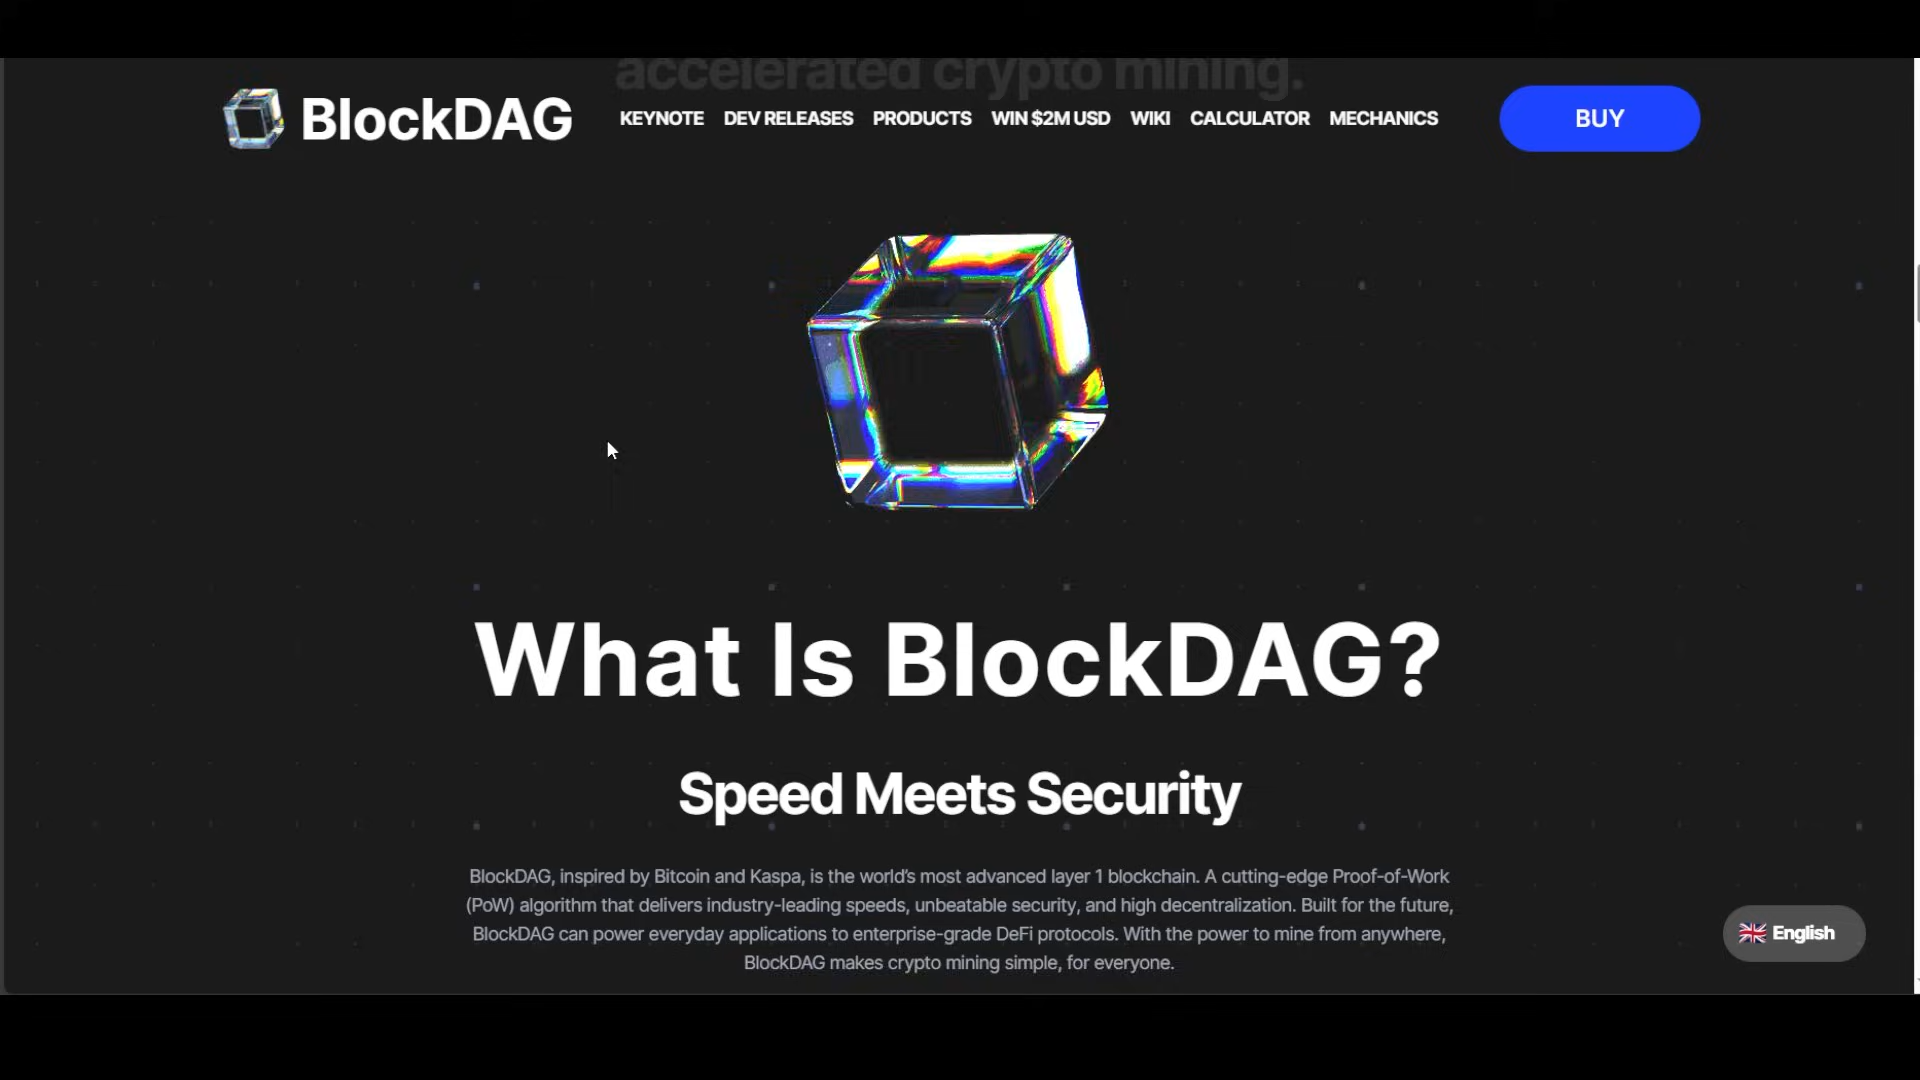 accelerated crypto mining.
BlockDAG
KEYNOTE DEV RELEASES PRODUCTS WIN $2M USD WIKI CALCULATOR MECHANICS
BUY
What Is BlockDAG?
Speed Meets Security
BlockDAG, inspired by Bitcoin and Kaspa, is the world’s most advanced layer 1 blockchain. A cutting-edge Proof-of-Work
(PoW) algorithm that delivers industry-leading speeds, unbeatable security, and high decentralization. Built for the future,
BlockDAG can power everyday applications to enterprise-grade DeFi protocols. With the power to mine from anywhere,
BlockDAG makes crypto mining simple, for everyone.
English